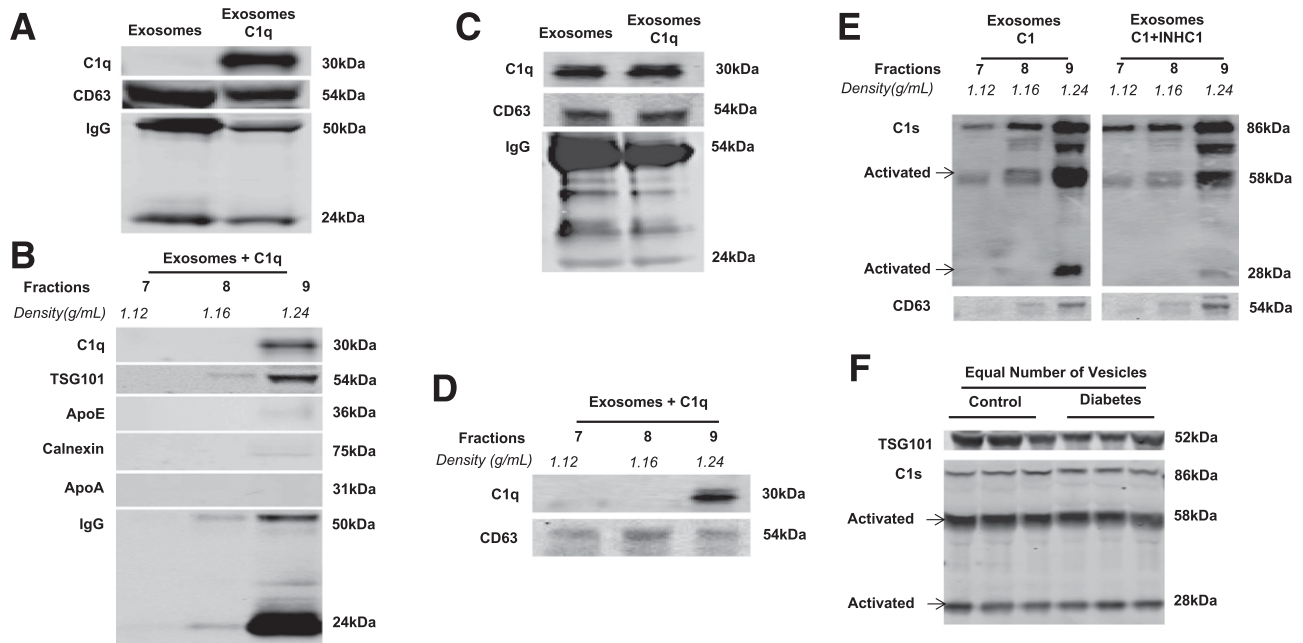 A
Exosomes
Exosomes
C1q
C1q
30kDa
CD63
54kDa
IgG
50kDa
24kDa
B
Exosomes + C1q
Fractions
7
8
9
Density(g/mL)
1.12
1.16
1.24
C1q
30kDa
TSG101
54kDa
ApoE
36kDa
Calnexin
75kDa
ApoA
31kDa
IgG
50kDa
24kDa
C
Exosomes
Exosomes
C1q
C1q
30kDa
CD63
54kDa
IgG
54kDa
24kDa
D
Exosomes + C1q
Fractions
7
8
9
Density (g/mL)
1.12
1.16
1.24
C1q
30kDa
CD63
54kDa
E
Exosomes
C1
Exosomes
C1+INHC1
Fractions
7
8
9
7
8
9
Density(g/mL)
1.12
1.16
1.24
1.12
1.16
1.24
C1s
86kDa
Activated
58kDa
Activated
28kDa
CD63
54kDa
F
Equal Number of Vesicles
Control
Diabetes
TSG101
52kDa
C1s
86kDa
Activated
58kDa
Activated
28kDa